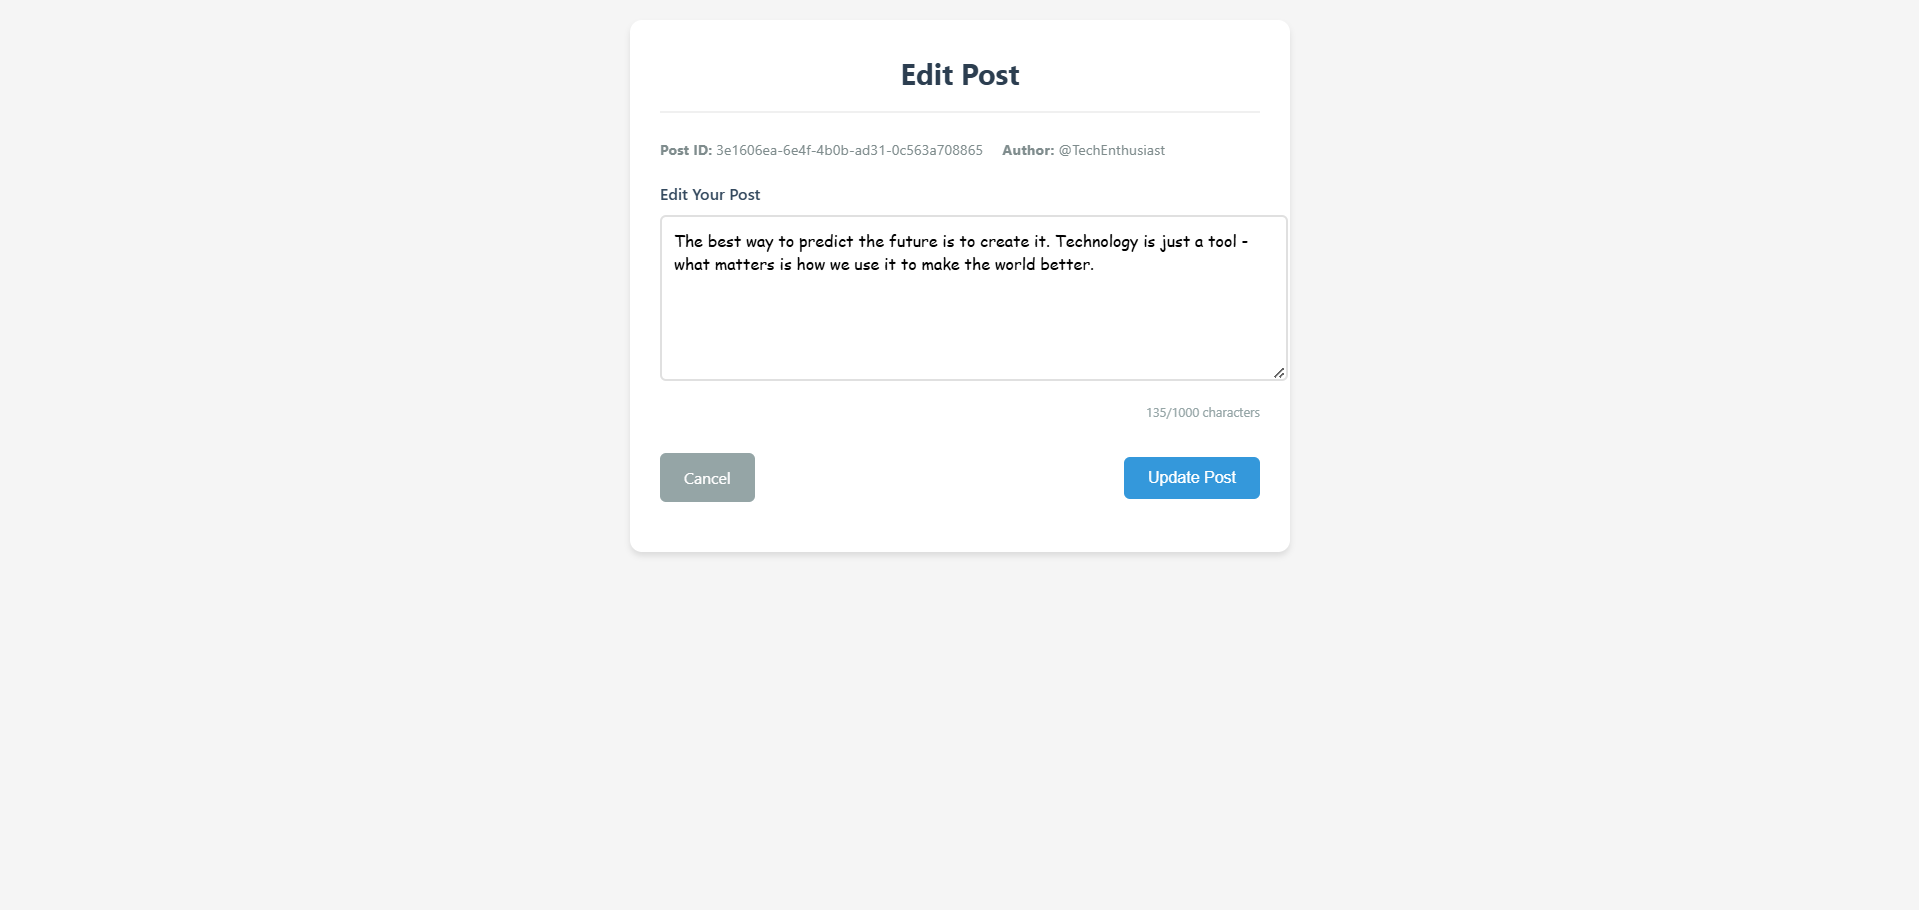 Edit Post
Post ID: 3e1606ea-6e4f-4b0b-ad31-0c563a708865 Author: @TechEnthusiast
Edit Your Post
The best way to predict the future is to create it. Technology is just a tool -
what matters is how we use it to make the world better.
135/1000 characters
Cancel
Update Post